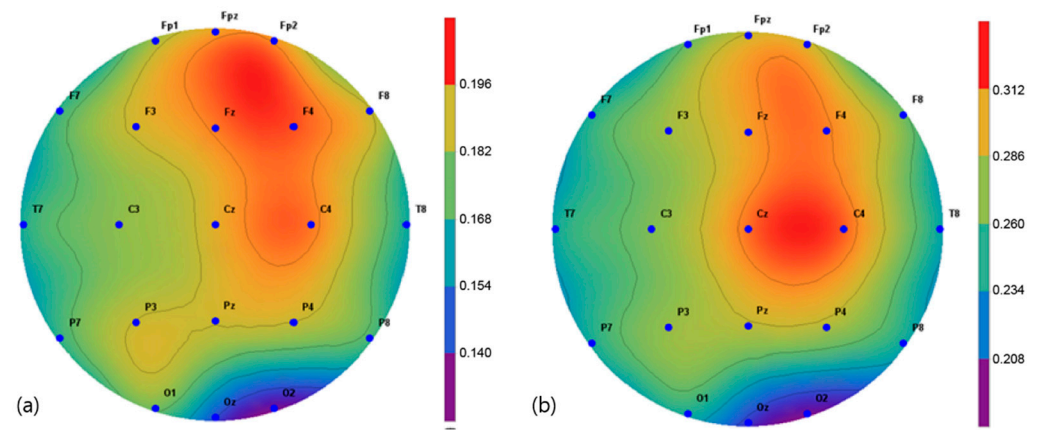 Fp1 Fpz Fp2
F7 F3 Fz F4 F8
T7 C3 Cz C4 T8
P7 P3 Pz P4 P8
O1 Oz O2
0.196
0.182
0.168
0.154
0.140
(a)
Fp1 Fpz Fp2
F7 F3 Fz F4 F8
T7 C3 Cz C4 T8
P7 P3 Pz P4 P8
O1 Oz O2
0.312
0.286
0.260
0.234
0.208
(b)